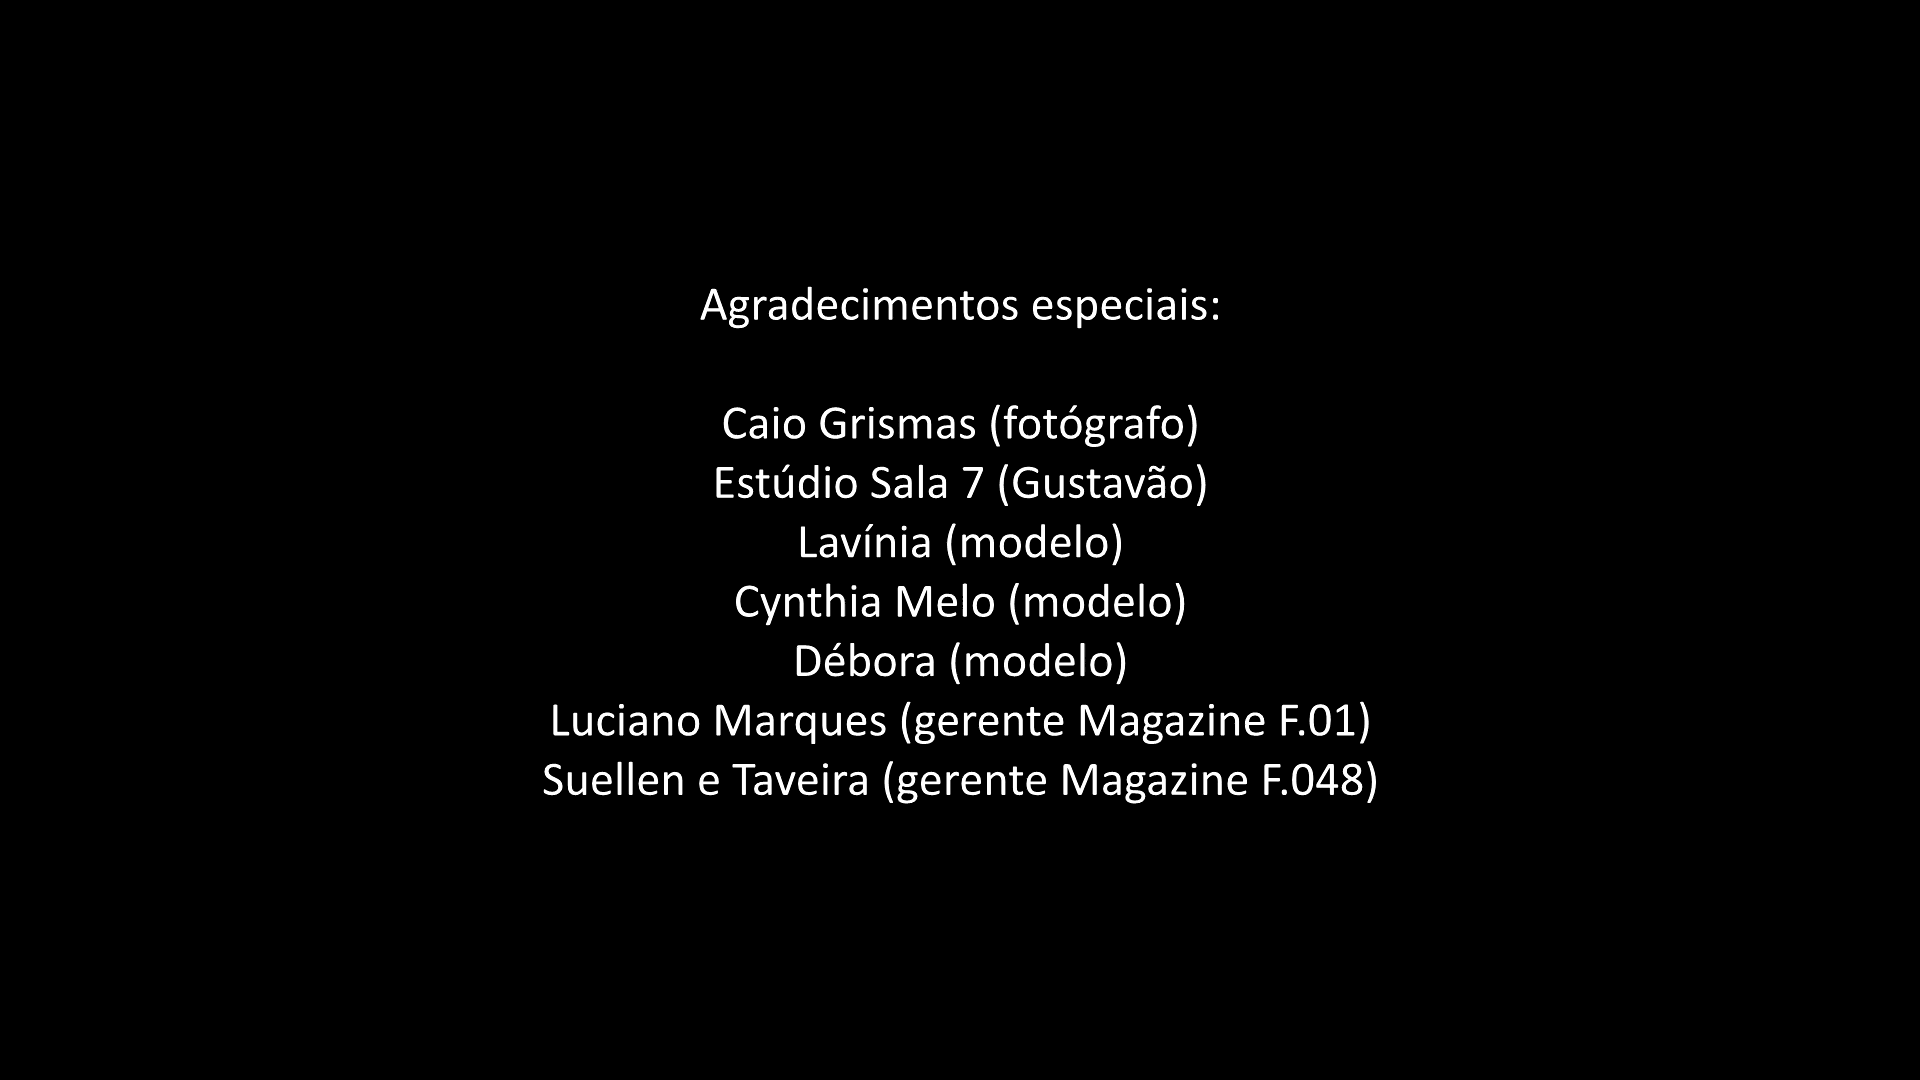 Agradecimentos especiais:
Caio Grismas (fotógrafo)
Estúdio Sala 7 (Gustavão)
Lavínia (modelo)
Cynthia Melo (modelo)
Débora (modelo)
Luciano Marques (gerente Magazine F.01)
Suellen e Taveira (gerente Magazine F.048)